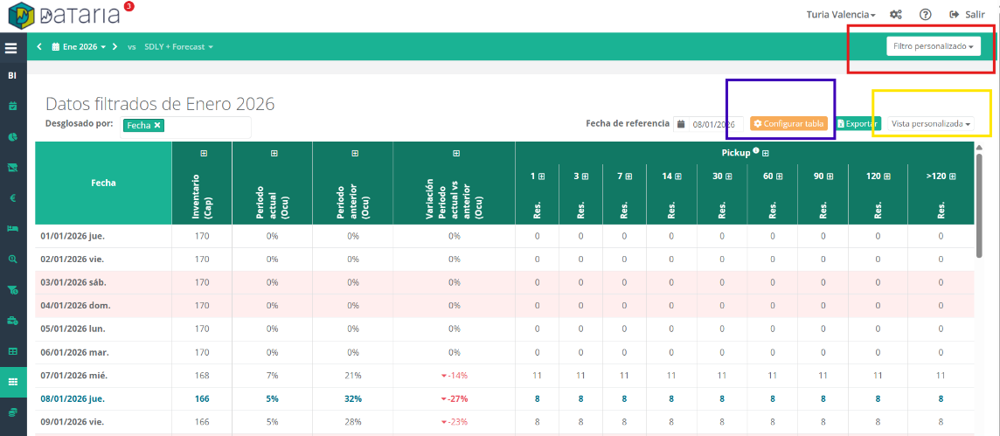 DATARIA 3
Turia Valencia Salir
Ene 2026 vs SDLY + Forecast Filtro personalizado
BI
Datos filtrados de Enero 2026
Desglosado por: Fecha × Fecha de referencia 08/01/2026 Configurar tabla Exportar Vista personalizada
Fecha
Inventario
(Cap)
Periodo
actual
(Ocu)
Periodo
anterior
(Ocu)
Variación
Periodo
actual vs
anterior
(Ocu)
Pickup
1 3 7 14 30 60 90 120 >120
Res. Res. Res. Res. Res. Res. Res. Res. Res.
01/01/2026 jue. 170 0% 0% 0% 0 0 0 0 0 0 0 0 0
02/01/2026 vie. 170 0% 0% 0% 0 0 0 0 0 0 0 0 0
03/01/2026 sáb. 170 0% 0% 0% 0 0 0 0 0 0 0 0 0
04/01/2026 dom. 170 0% 0% 0% 0 0 0 0 0 0 0 0 0
05/01/2026 lun. 170 0% 0% 0% 0 0 0 0 0 0 0 0 0
06/01/2026 mar. 170 0% 0% 0% 0 0 0 0 0 0 0 0 0
07/01/2026 mié. 168 7% 21% -14% 11 11 11 11 11 11 11 11 11
08/01/2026 jue. 166 5% 32% -27% 8 8 8 8 8 8 8 8 8
09/01/2026 vie. 166 5% 28% -23% 8 8 8 8 8 8 8 8 8